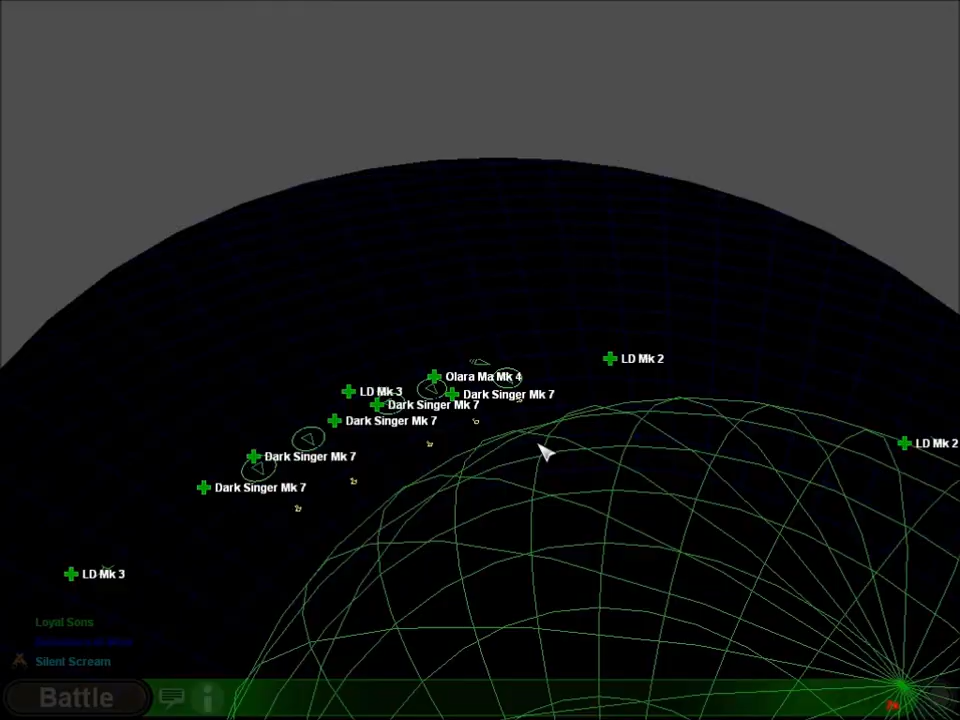 LD Mk 2
Olara Ma Mk 4
LD Mk 3
Dark Singer Mk 7
Dark Singer Mk 7
Dark Singer Mk 7
LD Mk 2
Dark Singer Mk 7
Dark Singer Mk 7
LD Mk 3
Loyal Sons
Silent Scream
Battle